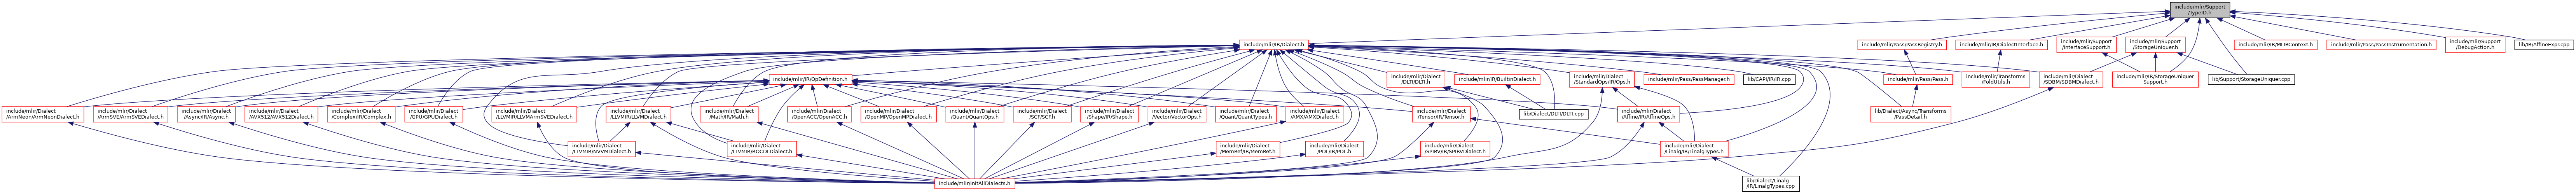 include/mlir/Support
/TypeID.h
include/mlir/IR/Dialect.h
include/mlir/Pass/PassRegistry.h
include/mlir/IR/DialectInterface.h
include/mlir/Support
/InterfaceSupport.h
include/mlir/Support
/StorageUniquer.h
include/mlir/IR/MLIRContext.h
include/mlir/Pass/PassInstrumentation.h
include/mlir/Support
/DebugAction.h
lib/IR/AffineExpr.cpp
include/mlir/IR/OpDefinition.h
include/mlir/Dialect
/DLTI/DLTI.h
include/mlir/IR/BuiltinDialect.h
include/mlir/Dialect
/StandardOps/IR/Ops.h
include/mlir/Pass/PassManager.h
lib/CAPI/IR/IR.cpp
include/mlir/Pass/Pass.h
include/mlir/Transforms
/FoldUtils.h
include/mlir/Dialect
/SDBM/SDBMDialect.h
include/mlir/IR/StorageUniquer
Support.h
lib/Support/StorageUniquer.cpp
include/mlir/Dialect
/ArmNeon/ArmNeonDialect.h
include/mlir/Dialect
/ArmSVE/ArmSVEDialect.h
include/mlir/Dialect
/Async/IR/Async.h
include/mlir/Dialect
/AVX512/AVX512Dialect.h
include/mlir/Dialect
/Complex/IR/Complex.h
include/mlir/Dialect
/GPU/GPUDialect.h
include/mlir/Dialect
/LLVMIR/LLVMArmSVEDialect.h
include/mlir/Dialect
/LLVMIR/LLVMDialect.h
include/mlir/Dialect
/Math/IR/Math.h
include/mlir/Dialect
/OpenACC/OpenACC.h
include/mlir/Dialect
/OpenMP/OpenMPDialect.h
include/mlir/Dialect
/Quant/QuantOps.h
include/mlir/Dialect
/SCF/SCF.h
include/mlir/Dialect
/Shape/IR/Shape.h
include/mlir/Dialect
/Vector/VectorOps.h
include/mlir/Dialect
/Quant/QuantTypes.h
include/mlir/Dialect
/AMX/AMXDialect.h
include/mlir/Dialect
/Tensor/IR/Tensor.h
lib/Dialect/DLTI/DLTI.cpp
include/mlir/Dialect
/Affine/IR/AffineOps.h
lib/Dialect/Async/Transforms
/PassDetail.h
include/mlir/Dialect
/LLVMIR/NVVMDialect.h
include/mlir/Dialect
/LLVMIR/ROCDLDialect.h
include/mlir/Dialect
/MemRef/IR/MemRef.h
include/mlir/Dialect
/PDL/IR/PDL.h
include/mlir/Dialect
/SPIRV/IR/SPIRVDialect.h
include/mlir/Dialect
/Linalg/IR/LinalgTypes.h
include/mlir/InitAllDialects.h
lib/Dialect/Linalg
/IR/LinalgTypes.cpp